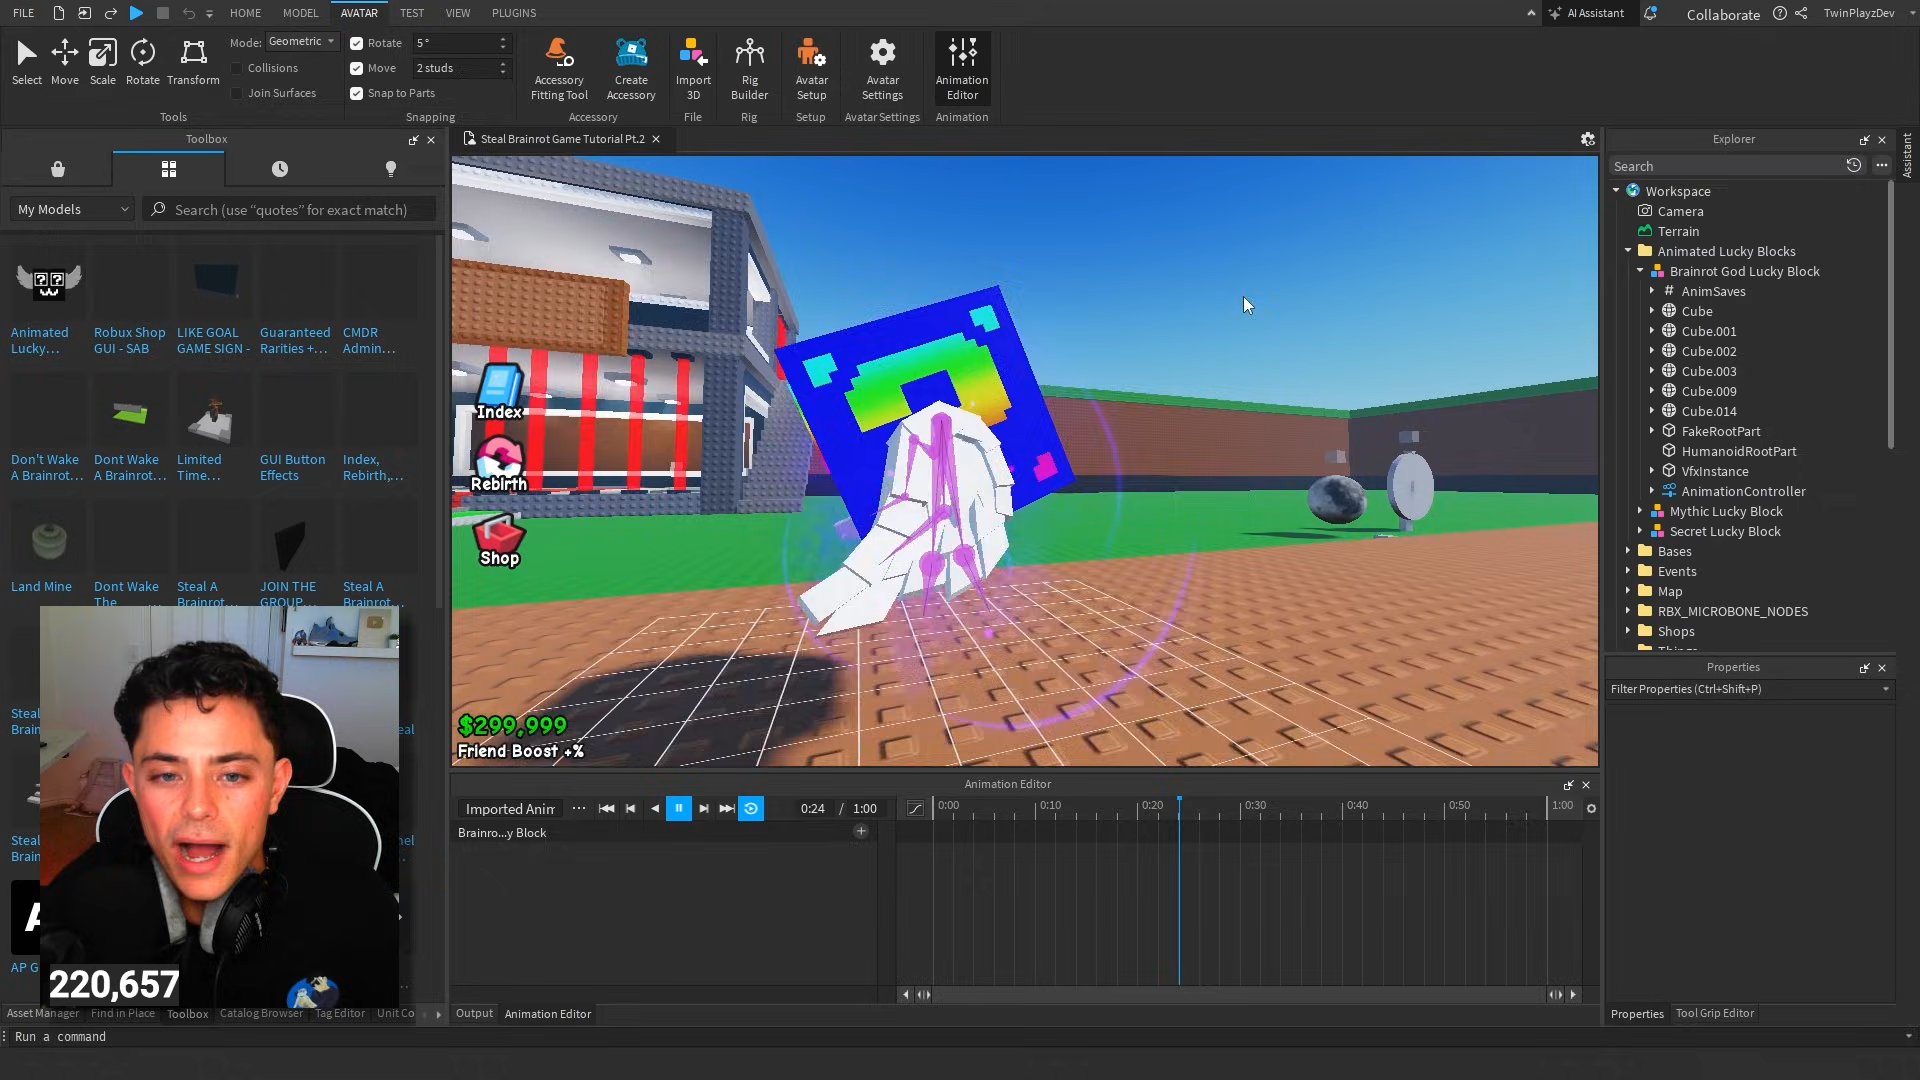 FILE
HOME
MODEL
AVATAR
TEST
VIEW
PLUGINS
AI Assistant
Collaborate
TwinPlayzDev
Select
Move
Scale
Rotate
Transform
Mode:
Geometric
Collisions
Join Surfaces
Tools
Rotate
5°
Move
2 studs
Snap to Parts
Snapping
Accessory
Fitting Tool
Create
Accessory
Accessory
Import
3D
File
Rig
Builder
Rig
Avatar
Setup
Setup
Avatar
Settings
Avatar Settings
Animation
Editor
Animation
Toolbox
My Models
Search (use “quotes” for exact match)
Animated
Lucky...
Robux Shop
GUI - SAB
LIKE GOAL
GAME SIGN -
Guaranteed
Rarities +...
CMDR
Admin...
Don't Wake
A Brainrot...
Dont Wake
A Brainrot...
Limited
Time...
GUI Button
Effects
Index,
Rebirth,...
Land Mine
Dont Wake
The
Steal A
Brainrot...
JOIN THE
GROUP
Steal A
Brainrot...
Steal
Brain
Steal
Brain
AP G
220,657
Asset Manager
Find in Place
Toolbox
Catalog Browser
Tag Editor
Unit Co
Steal Brainrot Game Tutorial Pt.2
Index
Rebirth
Shop
$299,999
Friend Boost +%
Animation Editor
Imported Anim
0:24 / 1:00
0:00
0:10
0:20
0:30
0:40
0:50
1:00
Brainro...y Block
Output
Animation Editor
Run a command
Explorer
Search
Workspace
Camera
Terrain
Animated Lucky Blocks
Brainrot God Lucky Block
AnimSaves
Cube
Cube.001
Cube.002
Cube.003
Cube.009
Cube.014
FakeRootPart
HumanoidRootPart
VfxInstance
AnimationController
Mythic Lucky Block
Secret Lucky Block
Bases
Events
Map
RBX_MICROBONE_NODES
Shops
Properties
Filter Properties (Ctrl+Shift+P)
Properties
Tool Grip Editor
Assistant